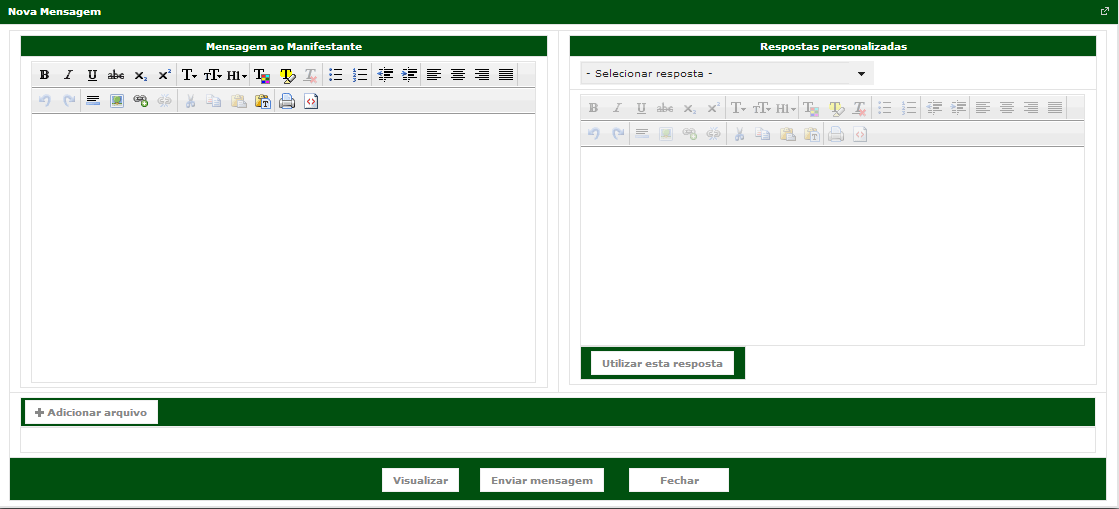 Nova Mensagem
Mensagem ao Manifestante
Respostas personalizadas
- Selecionar resposta -
Utilizar esta resposta
Adicionar arquivo
Visualizar
Enviar mensagem
Fechar